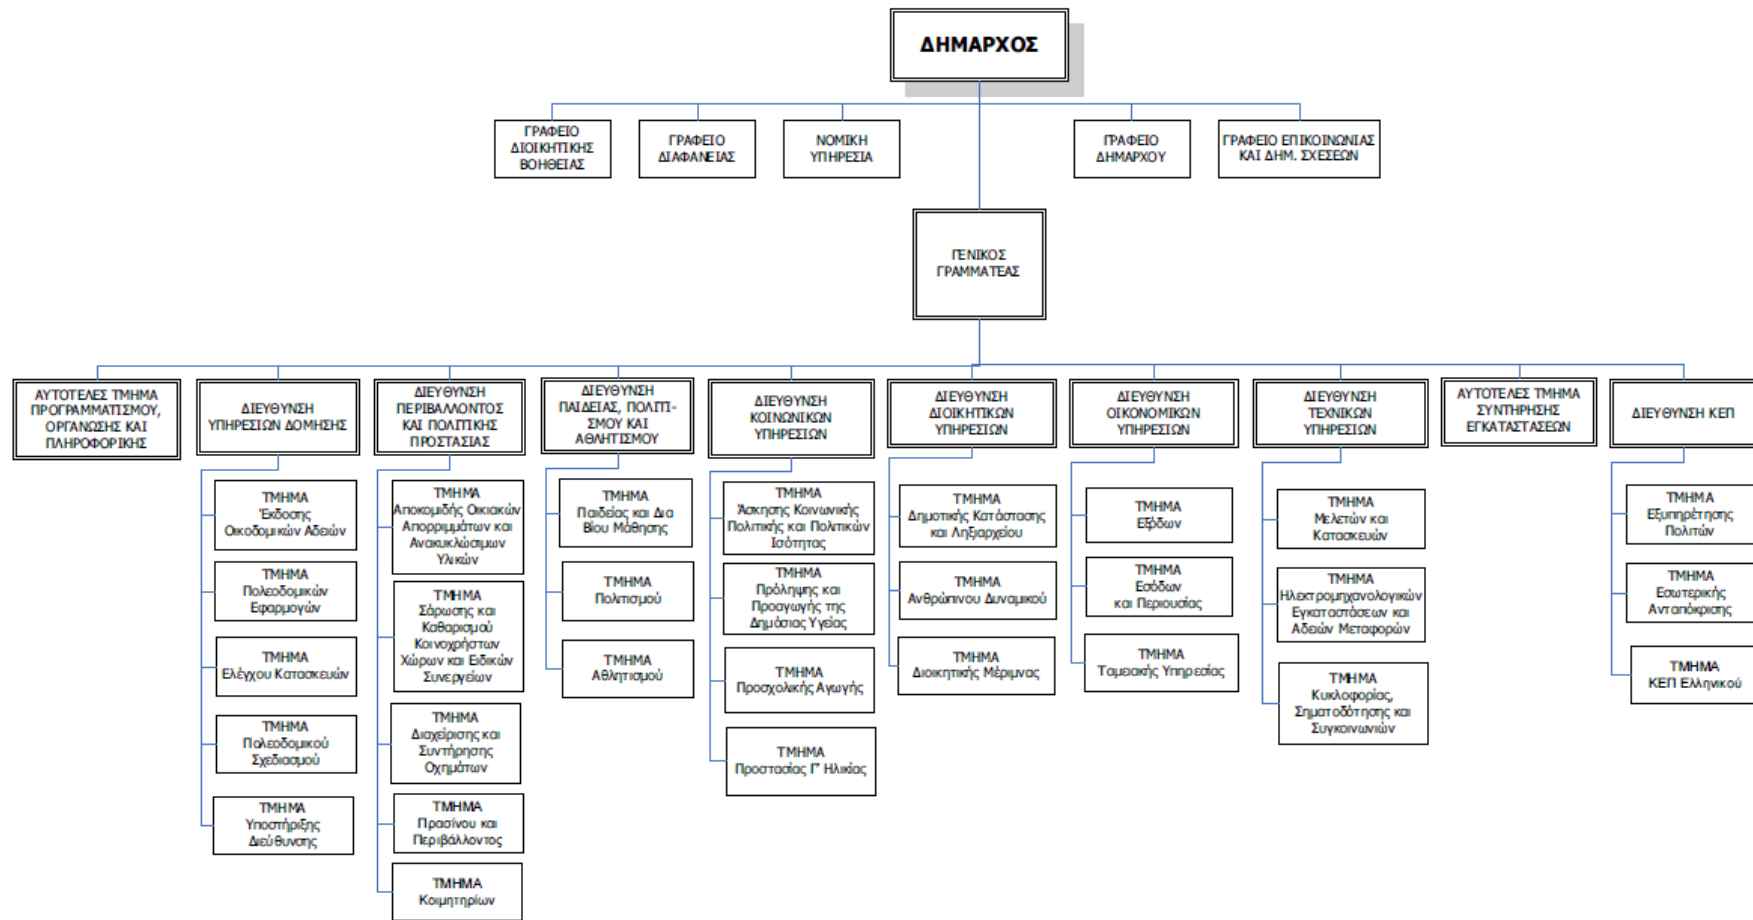 ΔΗΜΑΡΧΟΣ
ΓΡΑΦΕΙΟ
ΔΙΟΙΚΗΤΙΚΗΣ
ΒΟΗΘΕΙΑΣ
ΓΡΑΦΕΙΟ
ΔΙΑΦΑΝΕΙΑΣ
ΝΟΜΙΚΗ
ΥΠΗΡΕΣΙΑ
ΓΡΑΦΕΙΟ
ΔΗΜΑΡΧΟΥ
ΓΡΑΦΕΙΟ ΕΠΙΚΟΙΝΩΝΙΑΣ
ΚΑΙ ΔΗΜ. ΣΧΕΣΕΩΝ
ΓΕΝΙΚΟΣ
ΓΡΑΜΜΑΤΕΑΣ
ΑΥΤΟΤΕΛΕΣ ΤΜΗΜΑ
ΠΡΟΓΡΑΜΜΑΤΙΣΜΟΥ,
ΟΡΓΑΝΩΣΗΣ ΚΑΙ
ΠΛΗΡΟΦΟΡΙΚΗΣ
ΔΙΕΥΘΥΝΣΗ
ΥΠΗΡΕΣΙΩΝ ΔΟΜΗΣΗΣ
ΔΙΕΥΘΥΝΣΗ
ΠΕΡΙΒΑΛΛΟΝΤΟΣ
ΚΑΙ ΠΟΛΙΤΙΚΗΣ
ΠΡΟΣΤΑΣΙΑΣ
ΔΙΕΥΘΥΝΣΗ
ΠΑΙΔΕΙΑΣ, ΠΟΛΙΤΙ-
ΣΜΟΥ ΚΑΙ
ΑΘΛΗΤΙΣΜΟΥ
ΔΙΕΥΘΥΝΣΗ
ΚΟΙΝΩΝΙΚΩΝ
ΥΠΗΡΕΣΙΩΝ
ΔΙΕΥΘΥΝΣΗ
ΔΙΟΙΚΗΤΙΚΩΝ
ΥΠΗΡΕΣΙΩΝ
ΔΙΕΥΘΥΝΣΗ
ΟΙΚΟΝΟΜΙΚΩΝ
ΥΠΗΡΕΣΙΩΝ
ΔΙΕΥΘΥΝΣΗ
ΤΕΧΝΙΚΩΝ
ΥΠΗΡΕΣΙΩΝ
ΑΥΤΟΤΕΛΕΣ ΤΜΗΜΑ
ΣΥΝΤΗΡΗΣΗΣ
ΕΓΚΑΤΑΣΤΑΣΕΩΝ
ΔΙΕΥΘΥΝΣΗ ΚΕΠ
ΤΜΗΜΑ
Έκδοσης
Οικοδομικών Αδειών
ΤΜΗΜΑ
Πολεοδομικών
Εφαρμογών
ΤΜΗΜΑ
Ελέγχου Κατασκευών
ΤΜΗΜΑ
Πολεοδομικού
Σχεδιασμού
ΤΜΗΜΑ
Υποστήριξης
Διεύθυνσης
ΤΜΗΜΑ
Αποκομιδής Οικιακών
Απορριμμάτων και
Ανακυκλώσιμων
Υλικών
ΤΜΗΜΑ
Σάρωσης και
Καθαρισμού
Κοινοχρήστων
Χώρων και Ειδικών
Συνεργείων
ΤΜΗΜΑ
Διαχείρισης και
Συντήρησης
Οχημάτων
ΤΜΗΜΑ
Πρασίνου και
Περιβάλλοντος
ΤΜΗΜΑ
Κοιμητηρίων
ΤΜΗΜΑ
Παιδείας και Δια
Βίου Μάθησης
ΤΜΗΜΑ
Πολιτισμού
ΤΜΗΜΑ
Αθλητισμού
ΤΜΗΜΑ
Άσκησης Κοινωνικής
Πολιτικής και Πολιτικών
Ισότητας
ΤΜΗΜΑ
Πρόληψης και
Προαγωγής της
Δημόσιας Υγείας
ΤΜΗΜΑ
Προσχολικής Αγωγής
ΤΜΗΜΑ
Προστασίας Γ' Ηλικίας
ΤΜΗΜΑ
Δημοτικής Κατάστασης
και Ληξιαρχείου
ΤΜΗΜΑ
Ανθρώπινου Δυναμικού
ΤΜΗΜΑ
Διοικητικής Μέριμνας
ΤΜΗΜΑ
Εξόδων
ΤΜΗΜΑ
Εσόδων
και Περιουσίας
ΤΜΗΜΑ
Ταμειακής Υπηρεσίας
ΤΜΗΜΑ
Μελετών και
Κατασκευών
ΤΜΗΜΑ
Ηλεκτρομηχανολογικών
Εγκαταστάσεων και
Αδειών Μεταφορών
ΤΜΗΜΑ
Κυκλοφορίας,
Σηματοδότησης και
Συγκοινωνιών
ΤΜΗΜΑ
Εξυπηρέτησης
Πολιτών
ΤΜΗΜΑ
Εσωτερικής
Ανταπόκρισης
ΤΜΗΜΑ
ΚΕΠ Ελληνικού